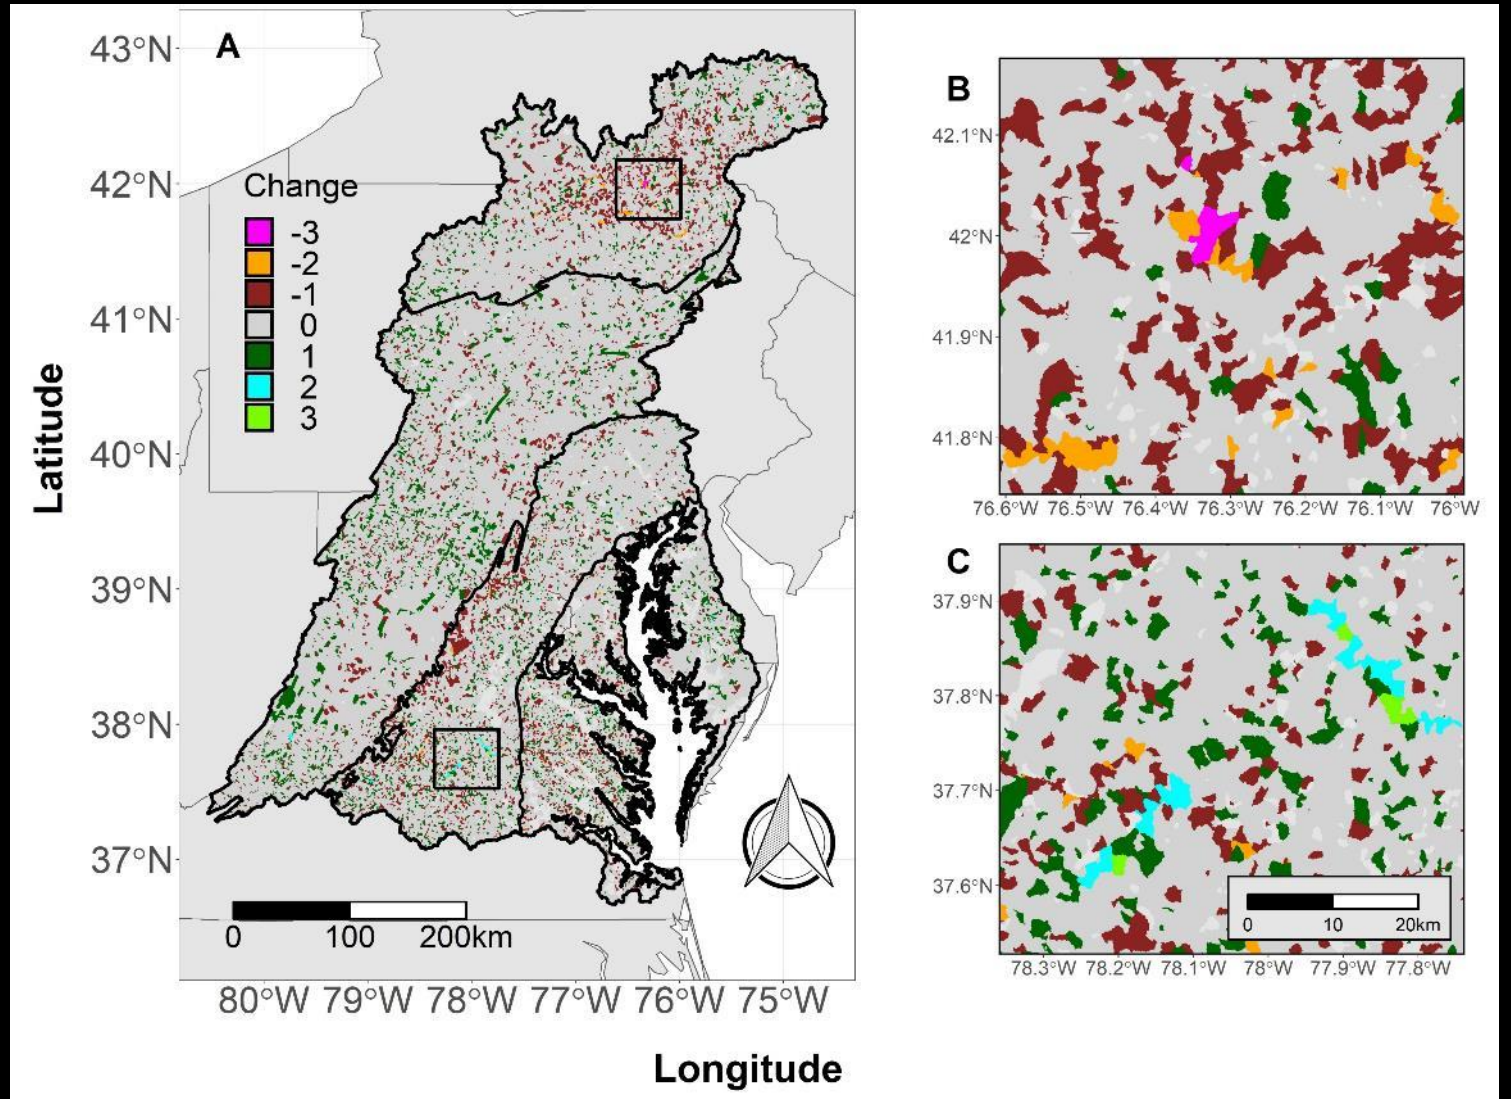 A
43°N
42°N
41°N
40°N
39°N
38°N
37°N
Latitude
Change
-3
-2
-1
0
1
2
3
0 100 200km
80°W 79°W 78°W 77°W 76°W 75°W
Longitude
B
42.1°N
42°N
41.9°N
41.8°N
76.6°W 76.5°W 76.4°W 76.3°W 76.2°W 76.1°W 76°W
C
37.9°N
37.8°N
37.7°N
37.6°N
0 10 20km
78.3°W 78.2°W 78.1°W 78°W 77.9°W 77.8°W